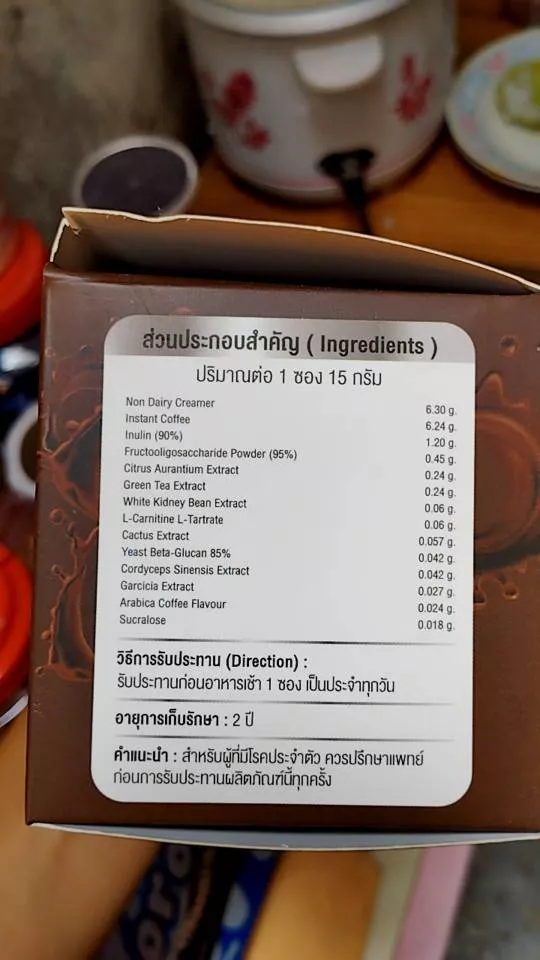 ส่วนประกอบสำคัญ ( Ingredients )
ปริมาณต่อ 1 ซอง 15 กรัม
Non Dairy Creamer 6.30 g.
Instant Coffee 6.24 g.
Inulin (90%) 1.20 g.
Fructooligosaccharide Powder (95%) 0.45 g.
Citrus Aurantium Extract 0.24 g.
Green Tea Extract 0.24 g.
White Kidney Bean Extract 0.06 g.
L-Carnitine L-Tartrate 0.06 g.
Cactus Extract 0.057 g.
Yeast Beta-Glucan 85% 0.042 g.
Cordyceps Sinensis Extract 0.042 g.
Garcicia Extract 0.027 g.
Arabica Coffee Flavour 0.024 g.
Sucralose 0.018 g.
วิธีการรับประทาน (Direction) :
รับประทานก่อนอาหารเช้า 1 ซอง เป็นประจำทุกวัน
อายุการเก็บรักษา : 2 ปี
คำแนะนำ : สำหรับผู้ที่มีโรคประจำตัว ควรปรึกษาแพทย์
ก่อนการรับประทานผลิตภัณฑ์นี้ทุกครั้ง